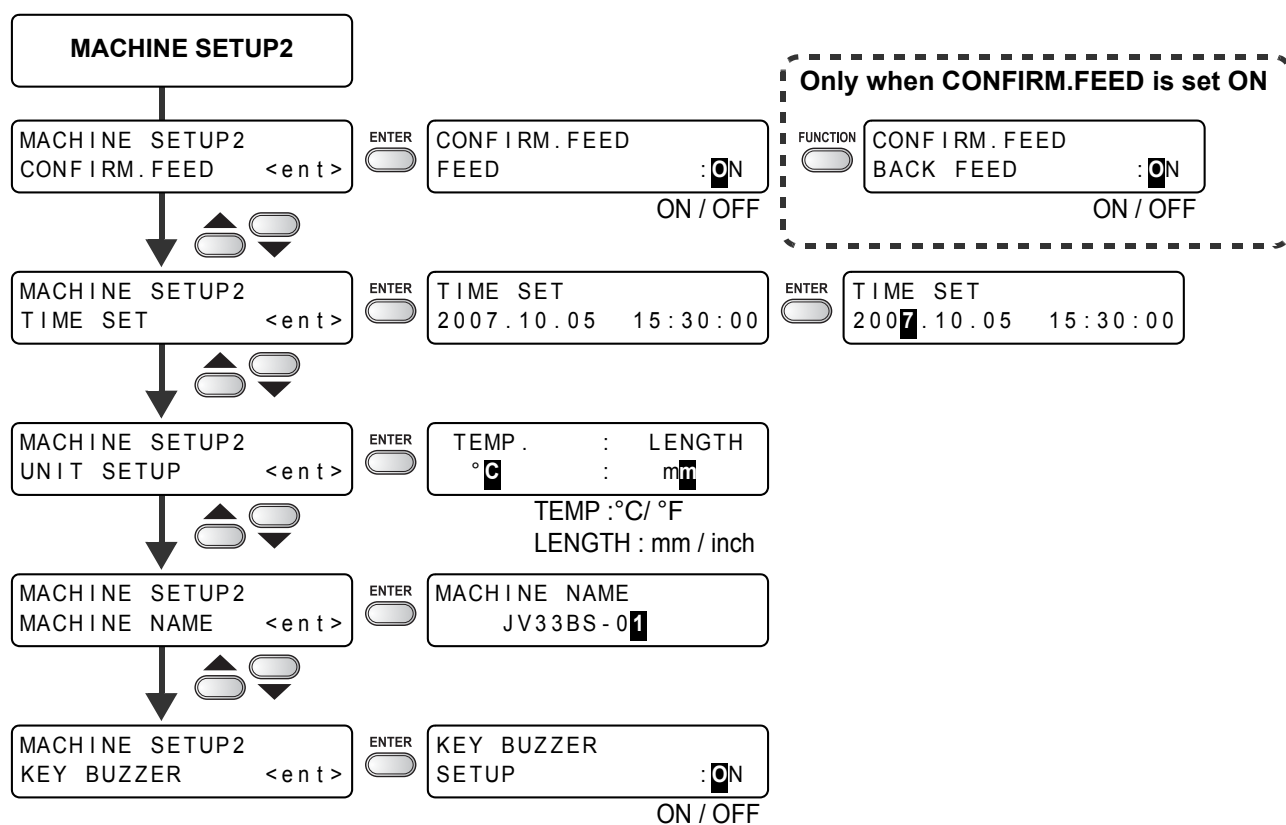 MACHINE SETUP2
Only when CONFIRM.FEED is set ON
MACHINE SETUP2
CONFIRM.FEED <ent>
ENTER
CONFIRM.FEED
FEED :ON
ON / OFF
FUNCTION
CONFIRM.FEED
BACK FEED :ON
ON / OFF
MACHINE SETUP2
TIME SET <ent>
ENTER
TIME SET
2007.10.05 15:30:00
ENTER
TIME SET
2007.10.05 15:30:00
MACHINE SETUP2
UNIT SETUP <ent>
ENTER
TEMP. : LENGTH
°C : mm
TEMP :°C/ °F
LENGTH : mm / inch
MACHINE SETUP2
MACHINE NAME <ent>
ENTER
MACHINE NAME
JV33BS-01
MACHINE SETUP2
KEY BUZZER <ent>
ENTER
KEY BUZZER
SETUP :ON
ON / OFF